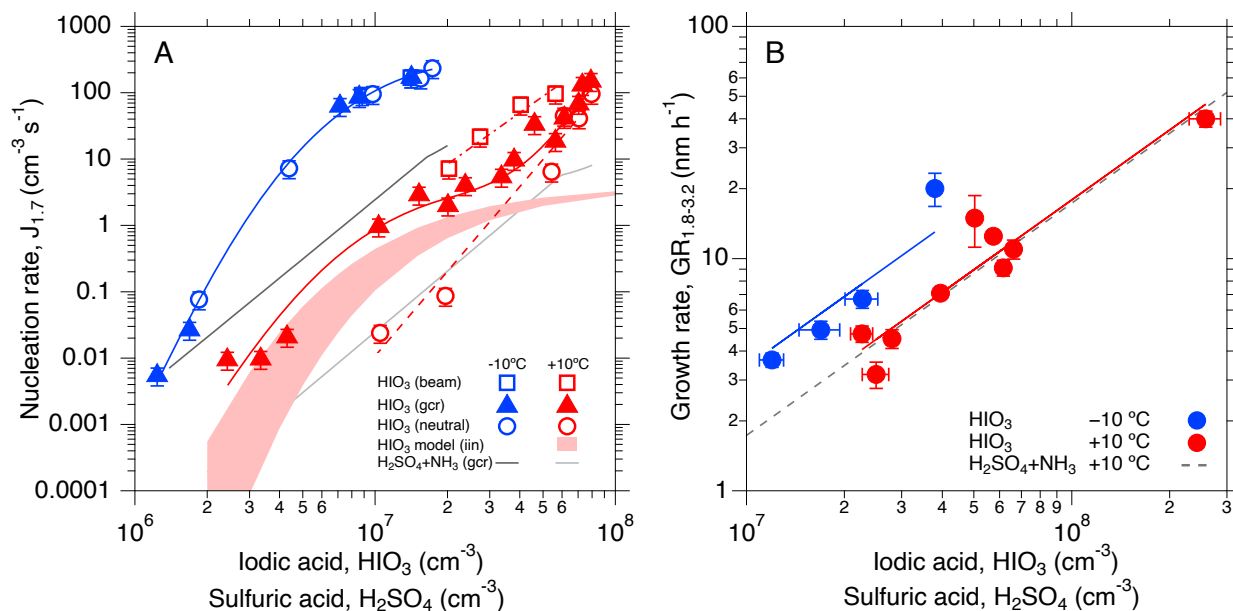 A
Nucleation rate, J1.7 (cm-3 s-1)
1000
100
10
1
0.1
0.01
0.001
0.0001
-10ºC +10ºC
HIO3 (beam)
HIO3 (gcr)
HIO3 (neutral)
HIO3 model (iin)
H2SO4+NH3 (gcr)
10^6 2 3 4 5 10^7 2 3 4 5 10^8
Iodic acid, HIO3 (cm-3)
Sulfuric acid, H2SO4 (cm-3)
B
Growth rate, GR1.8-3.2 (nm h-1)
100
8
6
5
4
3
2
10
8
6
5
4
3
2
1
HIO3 −10 ºC
HIO3 +10 ºC
H2SO4+NH3 +10 ºC
10^7 2 3 4 5 6 7 8 9 10^8 2 3
Iodic acid, HIO3 (cm-3)
Sulfuric acid, H2SO4 (cm-3)